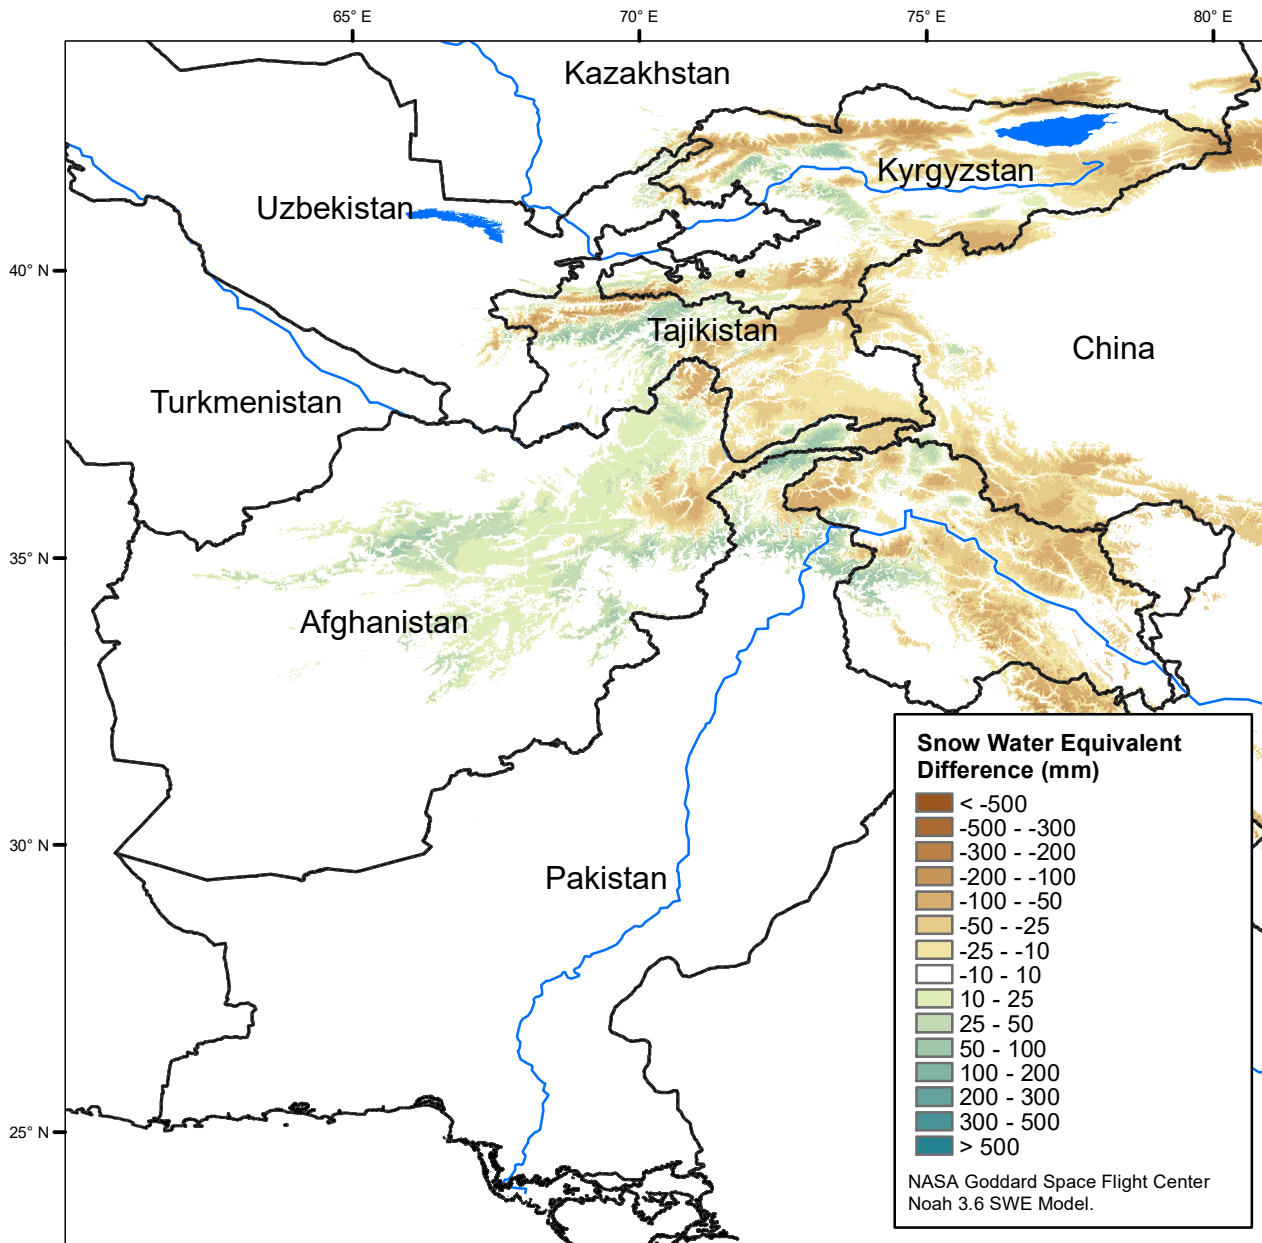 65° E
70° E
75° E
80° E
Kazakhstan
Kyrgyzstan
Uzbekistan
40° N
Tajikistan
China
Turkmenistan
35° N
Afghanistan
30° N
Pakistan
25° N
Snow Water Equivalent
Difference (mm)
< -500
-500 - -300
-300 - -200
-200 - -100
-100 - -50
-50 - -25
-25 - -10
-10 - 10
10 - 25
25 - 50
50 - 100
100 - 200
200 - 300
300 - 500
> 500
NASA Goddard Space Flight Center
Noah 3.6 SWE Model.